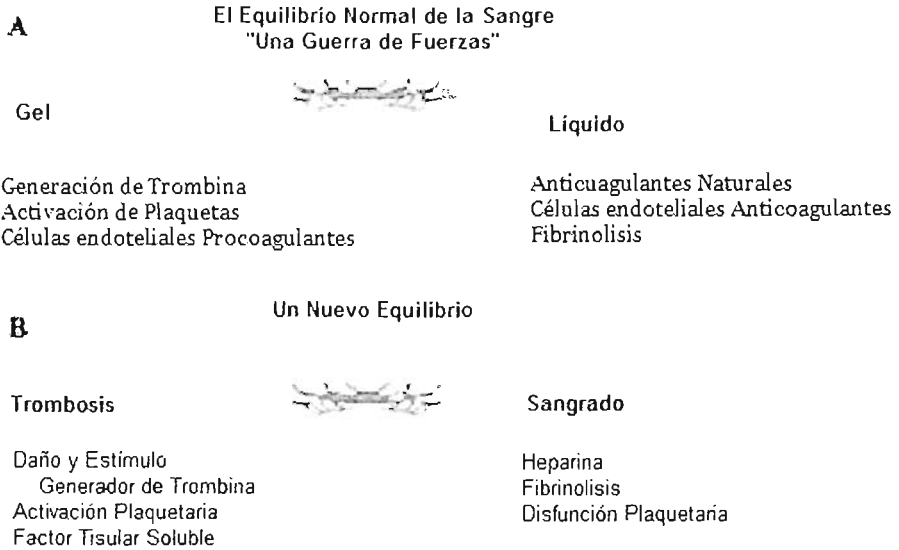 A
El Equilibrio Normal de la Sangre
"Una Guerra de Fuerzas"
Gel
Líquido
Generación de Trombina
Activación de Plaquetas
Células endoteliales Procoagulantes
Anticuagulantes Naturales
Células endoteliales Anticoagulantes
Fibrinolisis
B
Un Nuevo Equilibrio
Trombosis
Sangrado
Daño y Estímulo
Generador de Trombina
Activación Plaquetaria
Factor Tisular Soluble
Heparina
Fibrinolisis
Disfunción Plaquetaria